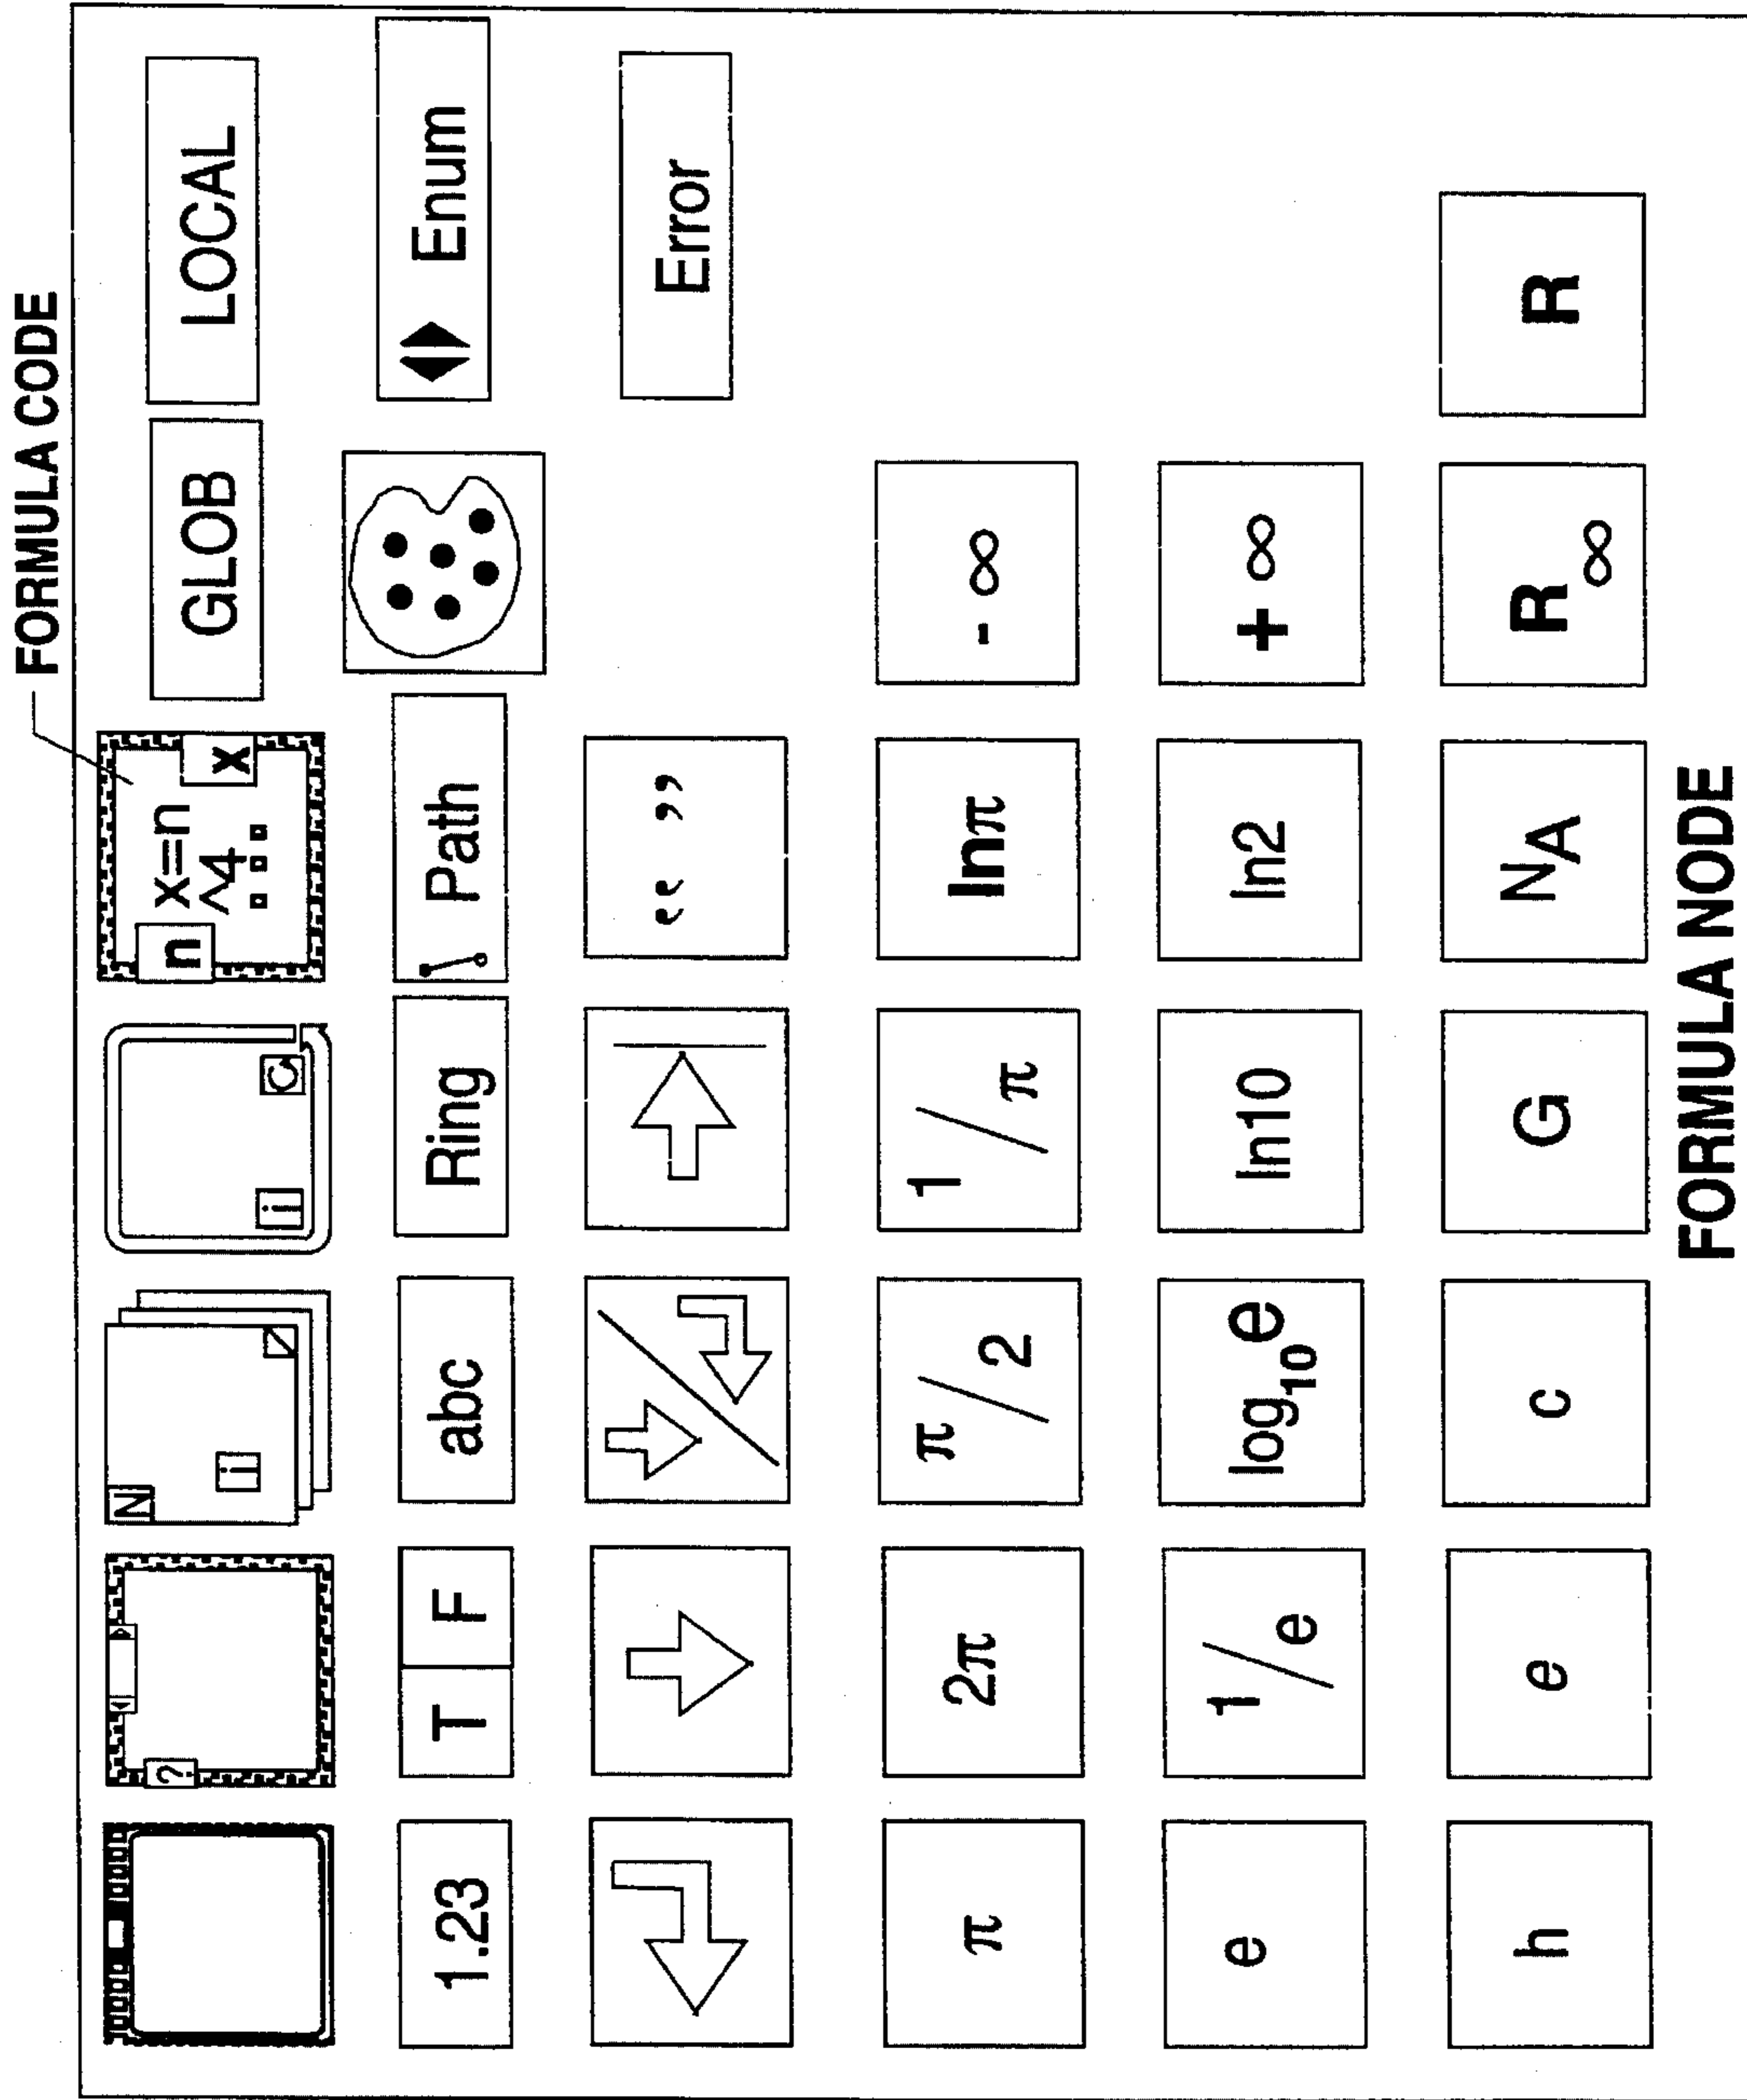 FORMULA CODE
? N i i n x=n ^4 x GLOB LOCAL
1.23 T F abc Ring Path Enum
“ ” Error
π 2π π/2 1/π lnπ - ∞
e 1/e log₁₀e ln10 ln2 + ∞
h e c G N_A R∞ R
FORMULA NODE